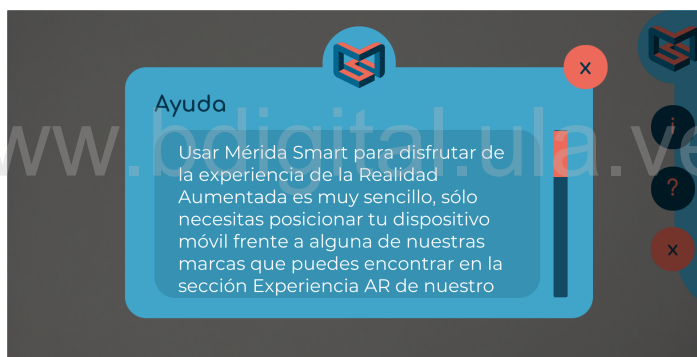 x
Ayuda
Usar Mérida Smart para disfrutar de
la experiencia de la Realidad
Aumentada es muy sencillo, sólo
necesitas posicionar tu dispositivo
móvil frente a alguna de nuestras
marcas que puedes encontrar en la
sección Experiencia AR de nuestro
i
?
x
ww.bdigital.ula.ve